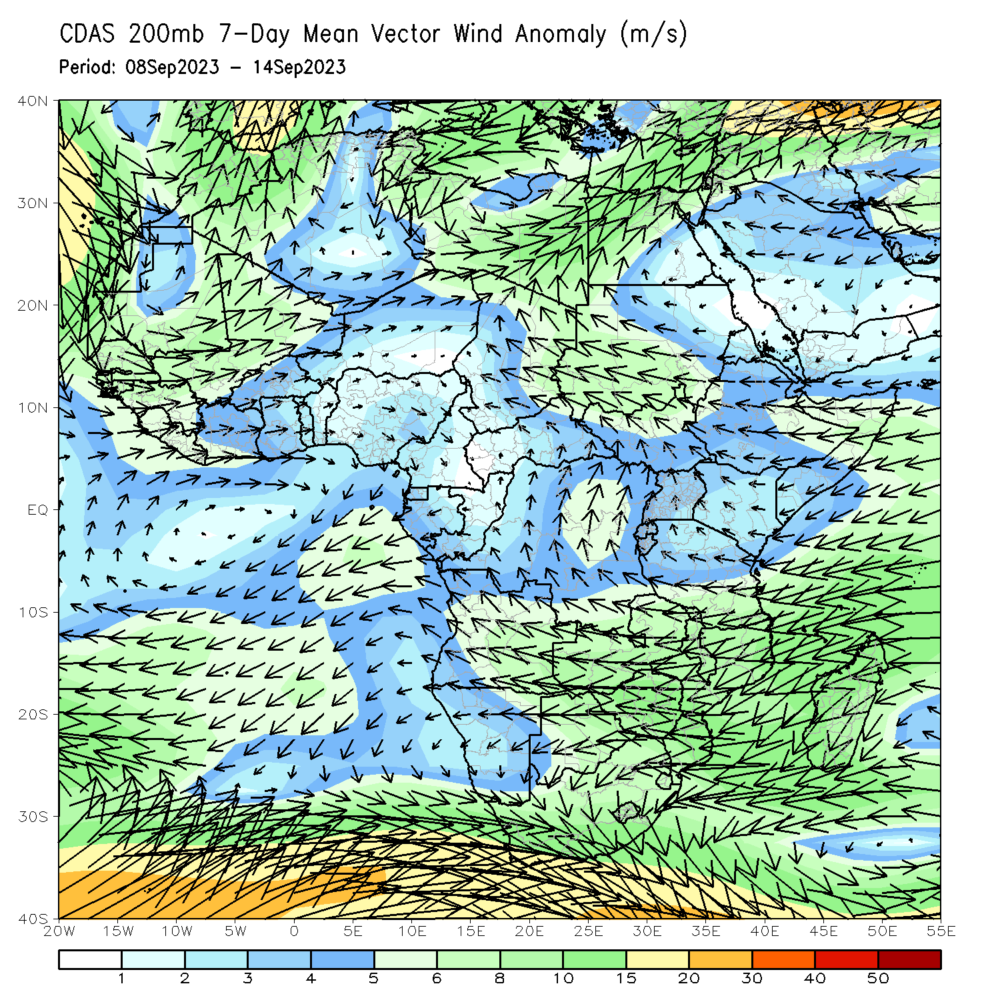 CDAS 200mb 7-Day Mean Vector Wind Anomaly (m/s)
Period: 08Sep2023 - 14Sep2023
40N
30N
20N
10N
EQ
10S
20S
30S
40S
20W 15W 10W 5W 0 5E 10E 15E 20E 25E 30E 35E 40E 45E 50E 55E
1 2 3 4 5 6 8 10 15 20 30 40 50